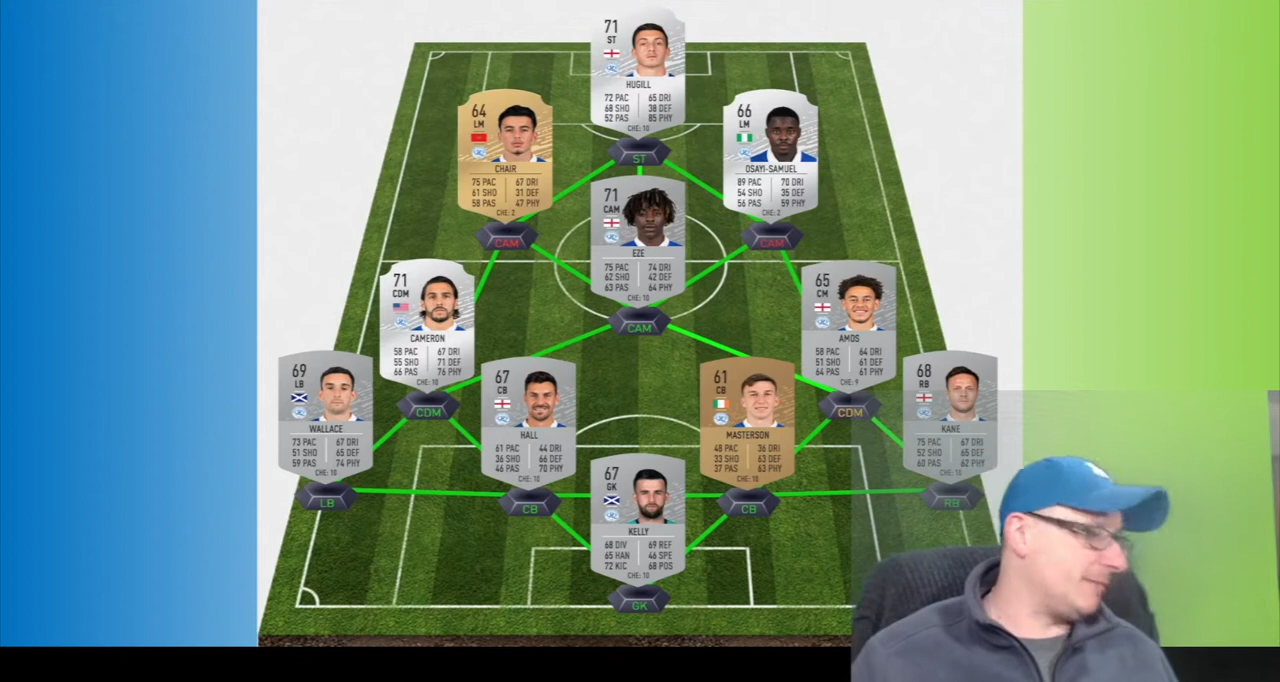 71
ST
HUGILL
72 PAC 65 DRI
68 SHO 38 DEF
52 PAS 85 PHY
CHE: 10
ST
64
LM
CHAIR
75 PAC 67 DRI
61 SHO 31 DEF
58 PAS 47 PHY
CHE: 2
CAM
66
LM
OSAYI-SAMUEL
89 PAC 70 DRI
54 SHO 35 DEF
56 PAS 59 PHY
CHE: 2
CAM
71
CAM
EZE
75 PAC 74 DRI
62 SHO 42 DEF
63 PAS 64 PHY
CHE: 10
CAM
71
CDM
CAMERON
58 PAC 67 DRI
55 SHO 71 DEF
66 PAS 76 PHY
CHE: 10
CDM
65
CM
AMOS
58 PAC 64 DRI
51 SHO 61 DEF
64 PAS 61 PHY
CHE: 9
CDM
69
LB
WALLACE
73 PAC 67 DRI
51 SHO 65 DEF
59 PAS 74 PHY
CHE: 10
LB
67
CB
HALL
61 PAC 44 DRI
36 SHO 66 DEF
46 PAS 70 PHY
CHE: 10
CB
61
CB
MASTERSON
48 PAC 36 DRI
33 SHO 63 DEF
37 PAS 63 PHY
CHE: 10
CB
68
RB
KANE
75 PAC 67 DRI
52 SHO 65 DEF
60 PAS 62 PHY
CHE: 10
RB
67
GK
KELLY
68 DIV 69 REF
65 HAN 46 SPE
72 KIC 68 POS
CHE: 10
GK